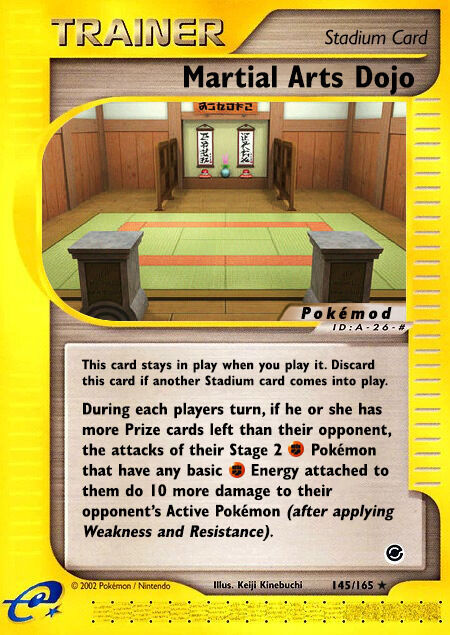 TRAINER
Stadium Card
Martial Arts Dojo
Pokémod
ID:A-26-#
This card stays in play when you play it. Discard
this card if another Stadium card comes into play.
During each players turn, if he or she has
more Prize cards left than their opponent,
the attacks of their Stage 2 Pokémon
that have any basic Energy attached to
them do 10 more damage to their
opponent's Active Pokémon (after applying
Weakness and Resistance).
© 2002 Pokémon / Nintendo Illus. Keiji Kinebuchi 145/165 ★
e